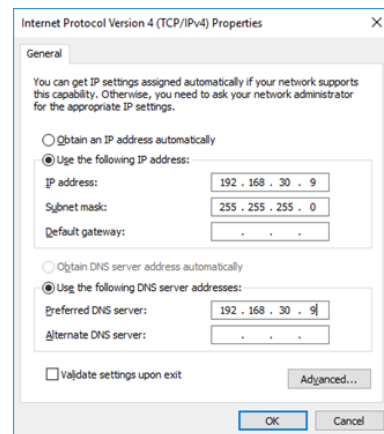 Internet Protocol Version 4 (TCP/IPv4) Properties
General
You can get IP settings assigned automatically if your network supports
this capability. Otherwise, you need to ask your network administrator
for the appropriate IP settings.
Obtain an IP address automatically
Use the following IP address:
IP address: 192 . 168 . 30 . 9
Subnet mask: 255 . 255 . 255 . 0
Default gateway: . . .
Obtain DNS server address automatically
Use the following DNS server addresses:
Preferred DNS server: 192 . 168 . 30 . 9
Alternate DNS server: . . .
Validate settings upon exit
Advanced...
OK Cancel